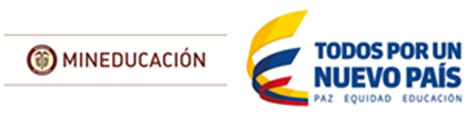 MINEDUCACIÓN
TODOS POR UN
NUEVO PAÍS
PAZ EQUIDAD EDUCACIÓN